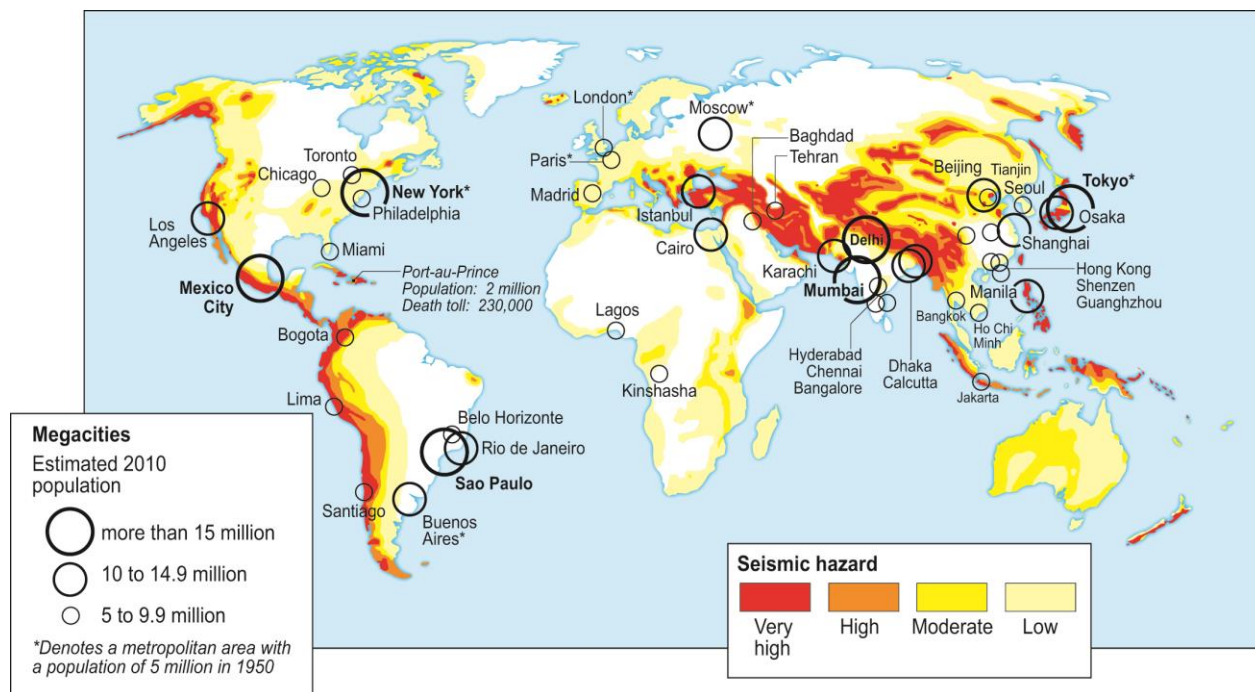 London*
Moscow*
Baghdad
Tehran
Paris*
Toronto
Chicago
New York*
Philadelphia
Madrid
Istanbul
Beijing
Tianjin
Seoul
Tokyo*
Osaka
Los
Angeles
Miami
Cairo
Delhi
Shanghai
Mexico
City
Port-au-Prince
Population: 2 million
Death toll: 230,000
Karachi
Mumbai
Hong Kong
Shenzen
Guanghzhou
Manila
Bangkok
Ho Chi
Minh
Bogota
Lagos
Hyderabad
Chennai
Bangalore
Dhaka
Calcutta
Kinshasha
Jakarta
Lima
Belo Horizonte
Rio de Janeiro
Sao Paulo
Santiago
Buenos
Aires*
Megacities
Estimated 2010
population
more than 15 million
10 to 14.9 million
5 to 9.9 million
*Denotes a metropolitan area with
a population of 5 million in 1950
Seismic hazard
Very
high
High
Moderate
Low